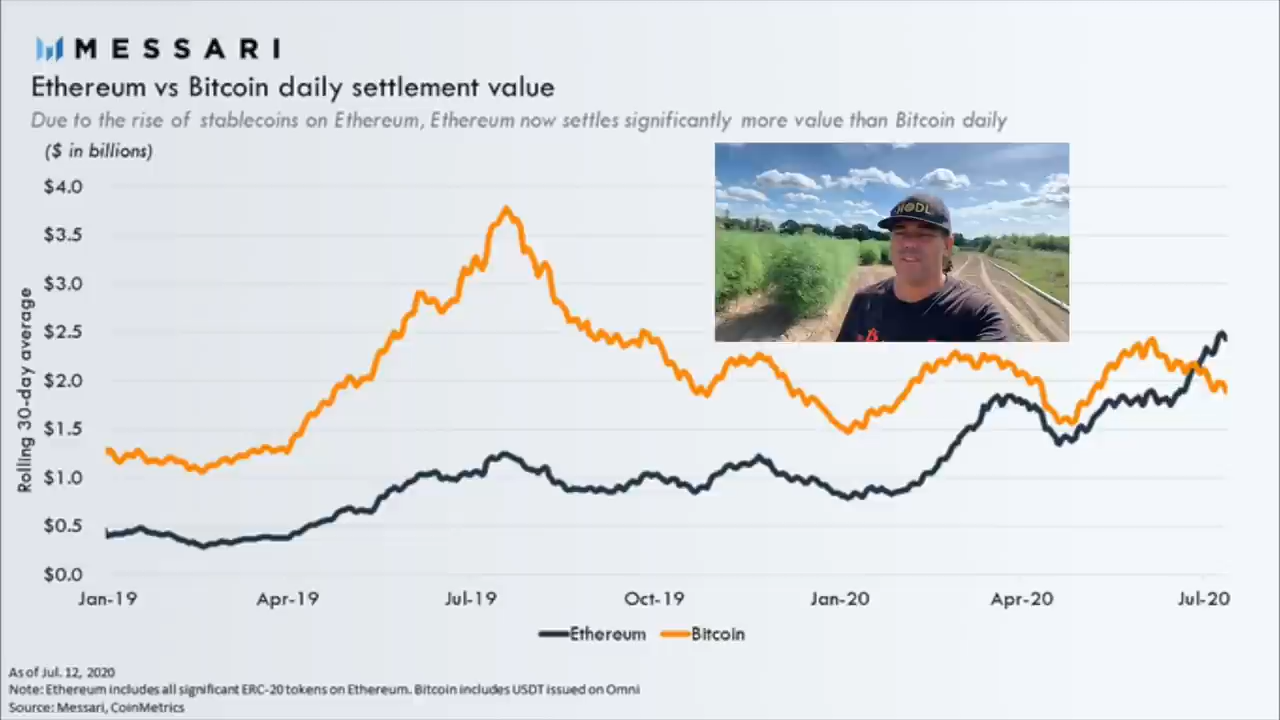 MESSARI
Ethereum vs Bitcoin daily settlement value
Due to the rise of stablecoins on Ethereum, Ethereum now settles significantly more value than Bitcoin daily
($ in billions)
$4.0
$3.5
$3.0
$2.5
$2.0
$1.5
$1.0
$0.5
$0.0
Rolling 30-day average
HODL
Jan-19 Apr-19 Jul-19 Oct-19 Jan-20 Apr-20 Jul-20
Ethereum Bitcoin
As of Jul. 12, 2020
Note: Ethereum includes all significant ERC-20 tokens on Ethereum. Bitcoin includes USDT issued on Omni
Source: Messari, CoinMetrics